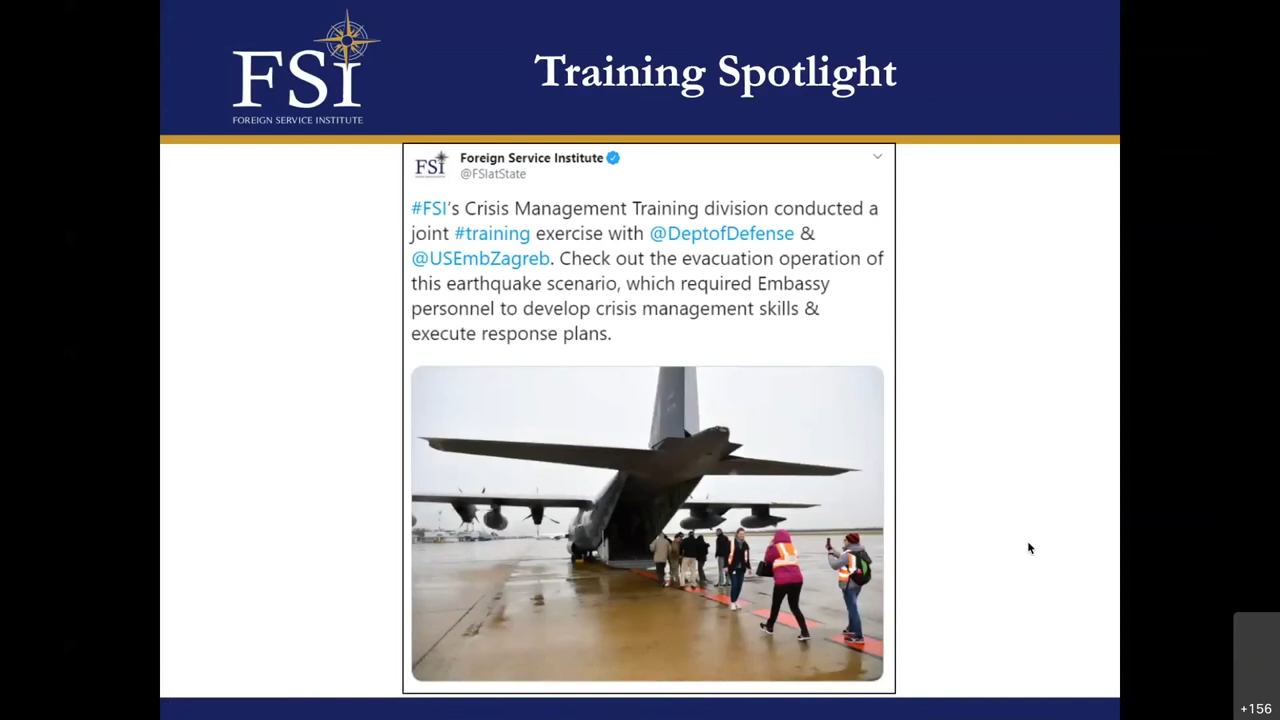 FSI
FOREIGN SERVICE INSTITUTE
Training Spotlight
FSI
Foreign Service Institute
@FSIatState
#FSI's Crisis Management Training division conducted a
joint #training exercise with @DeptofDefense &
@USEmbZagreb. Check out the evacuation operation of
this earthquake scenario, which required Embassy
personnel to develop crisis management skills &
execute response plans.
+156